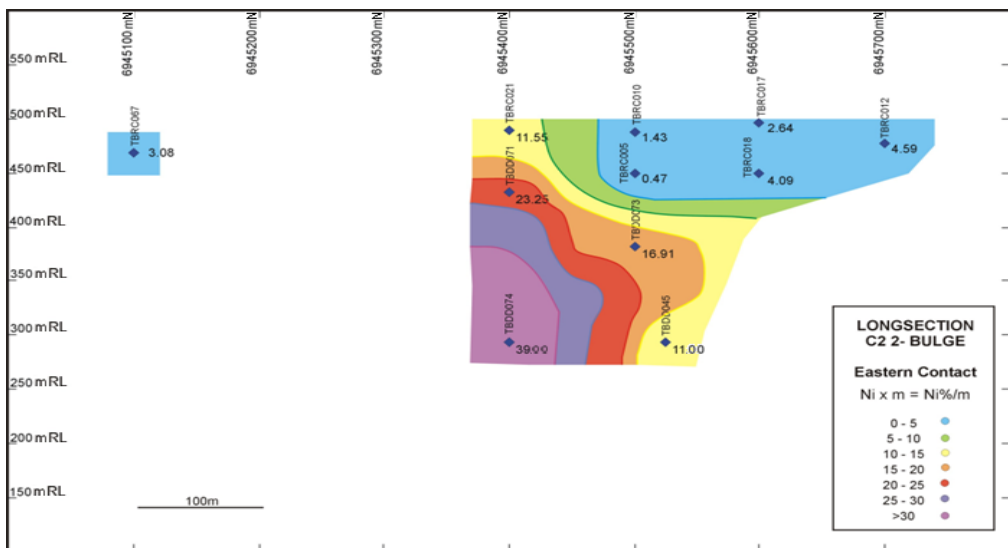 6945100mN
6945200mN
6945300mN
6945400mN
6945500mN
6945600mN
6945700mN
550 mRL
500 mRL
450 mRL
400 mRL
350 mRL
300 mRL
250 mRL
200 mRL
150 mRL
TBRC067
3.08
TBRC021
11.55
TBRC010
1.43
TBRC017
2.64
TBRC012
4.59
TBDD071
23.25
TBRC005
0.47
TBRC018
4.09
TBDD073
16.91
TBDD074
39.00
TBDD045
11.00
100m
LONGSECTION
C2 2- BULGE
Eastern Contact
Ni x m = Ni%/m
0 - 5
5 - 10
10 - 15
15 - 20
20 - 25
25 - 30
>30